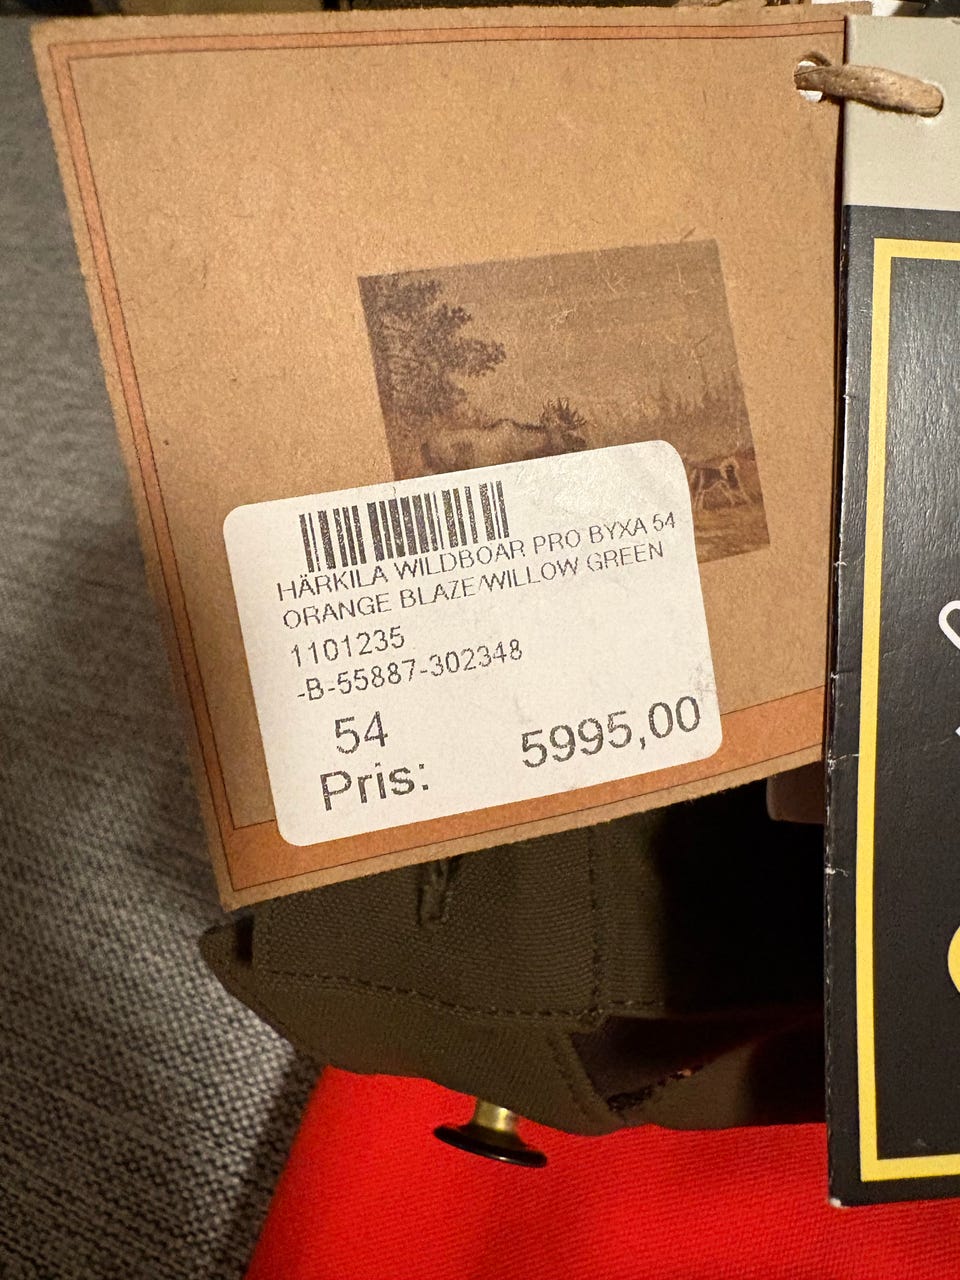 HÄRKILA WILDBOAR PRO BYXA 54
ORANGE BLAZE/WILLOW GREEN
1101235
-B-55887-302348
54
Pris: 5995,00